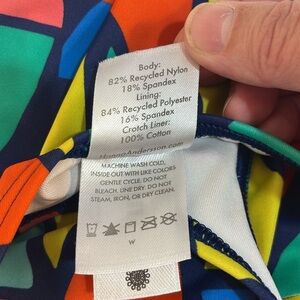 Body:
82% Recycled Nylon
18% Spandex
Lining:
84% Recycled Polyester
16% Spandex
Crotch Liner:
100% Cotton
HannaAndersson.com
MACHINE WASH COLD,
INSIDE OUT WITH LIKE COLORS
GENTLE CYCLE. DO NOT
BLEACH. LINE DRY. DO NOT
STEAM, IRON, OR DRY CLEAN.
W